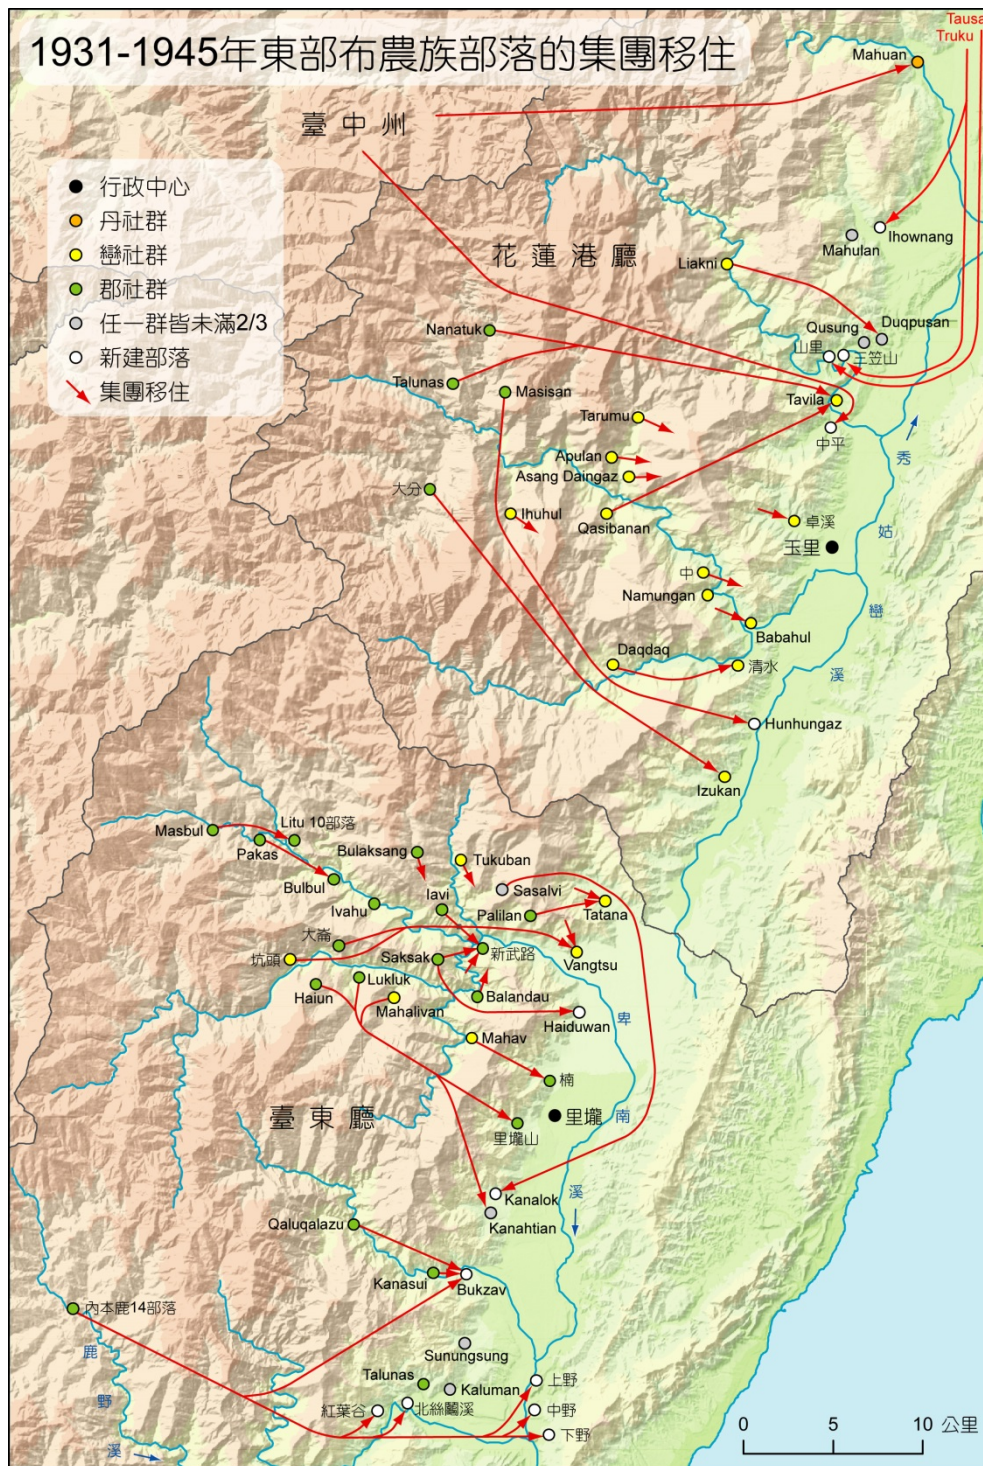 1931-1945年東部布農族部落的集團移住
Tausa
Truku
Mahuan
臺中州
行政中心
丹社群
巒社群
郡社群
任一群皆未滿2/3
新建部落
集團移住
花蓮港廳
Ihownang
Mahulan
Liakni
Duqpusan
Qusung
山里
三笠山
Nanatuk
Talunas
Masisan
Tavila
中平
Tarumu
Apulan
Asang Daingaz
大分
Ihuhul
Qasibanan
卓溪
玉里
秀
姑
巒
溪
中
Namungan
Babahul
Daqdaq
清水
Hunhungaz
Izukan
Masbul
Litu 10部落
Pakas
Bulaksang
Tukuban
Bulbul
Sasalvi
Ivahu
Iavi
Palilan
Tatana
大崙
坑頭
Saksak
新武路
Vangtsu
Haiun
Lukluk
Mahalivan
Balandau
Haiduwan
Mahav
楠
卑
南
溪
臺東廳
里壠山
里壠
Kanalok
Kanahtian
Qaluqalazu
Kanasui
Bukzav
內本鹿14部落
鹿
野
溪
Sunungsung
Talunas
Kaluman
紅葉谷
北絲鬮溪
上野
中野
下野
0 5 10 公里